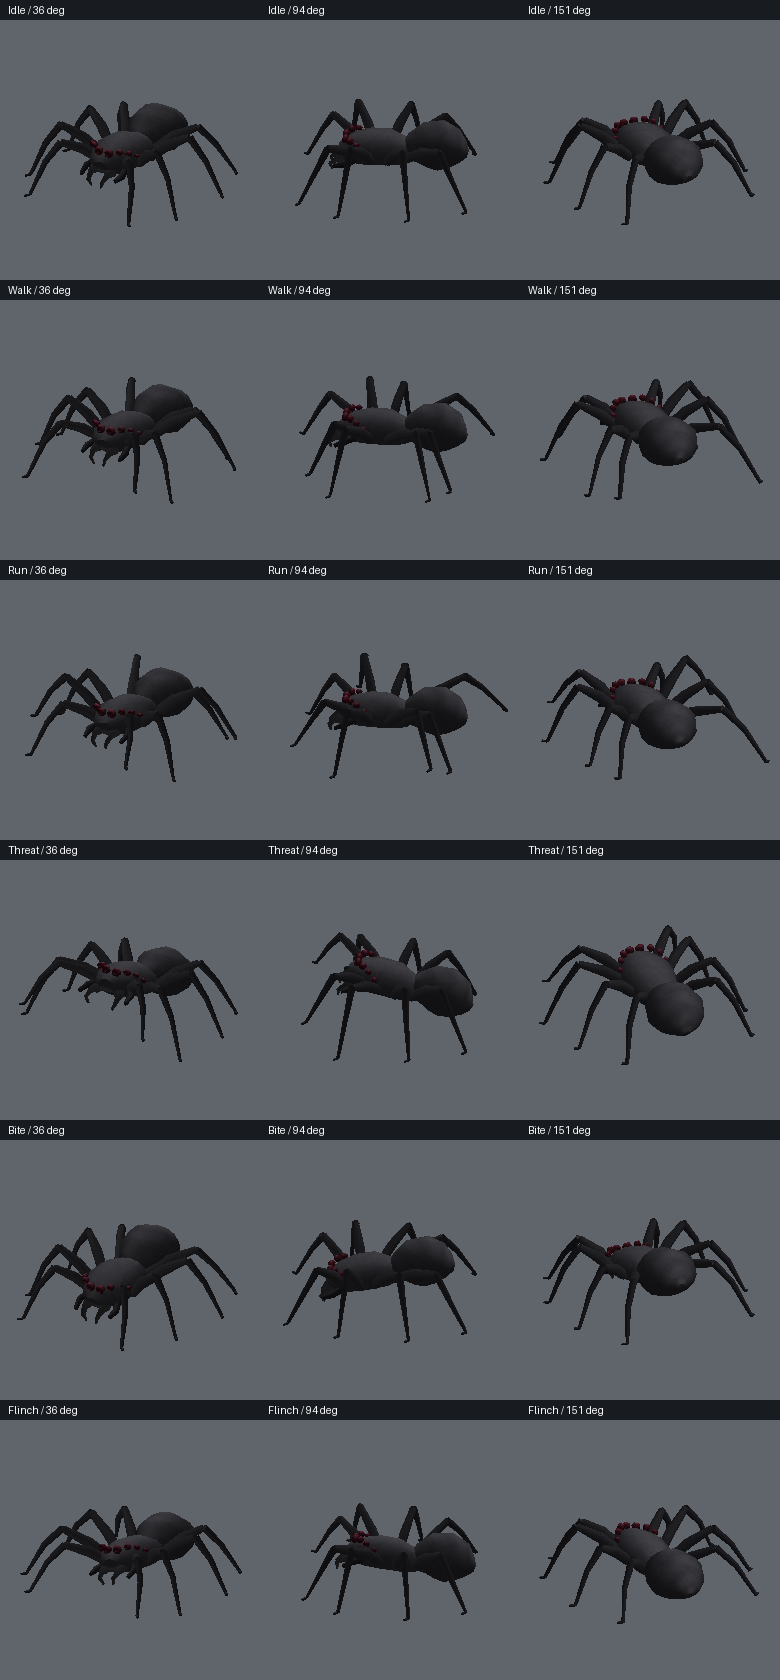 Idle / 36 deg
Idle / 94 deg
Idle / 151 deg
Walk / 36 deg
Walk / 94 deg
Walk / 151 deg
Run / 36 deg
Run / 94 deg
Run / 151 deg
Threat / 36 deg
Threat / 94 deg
Threat / 151 deg
Bite / 36 deg
Bite / 94 deg
Bite / 151 deg
Flinch / 36 deg
Flinch / 94 deg
Flinch / 151 deg